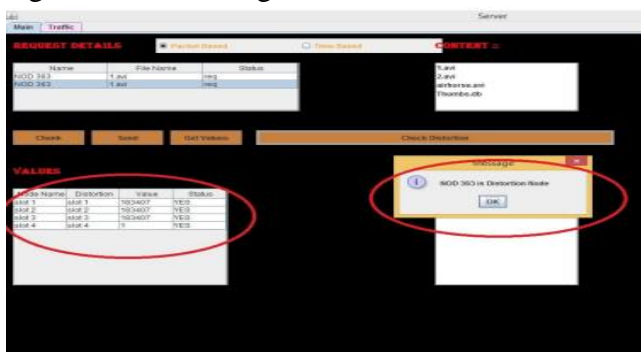 Server
Main Traffic
REQUEST DETAILS Packet Based Time Based CONTENT ::
Name File Name Status
NOD 363 1.avi req
NOD 363 1.avi req
1.avi
2.avi
airhorse.avi
Thumbs.db
Check Send Get Values Check Distortion
VALUES
Node Name Distortion Value Status
slot 1 slot 1 183407 YES
slot 2 slot 2 183407 YES
slot 3 slot 3 183407 YES
slot 4 slot 4 1 YES
message
NOD 363 is Distortion Node
OK